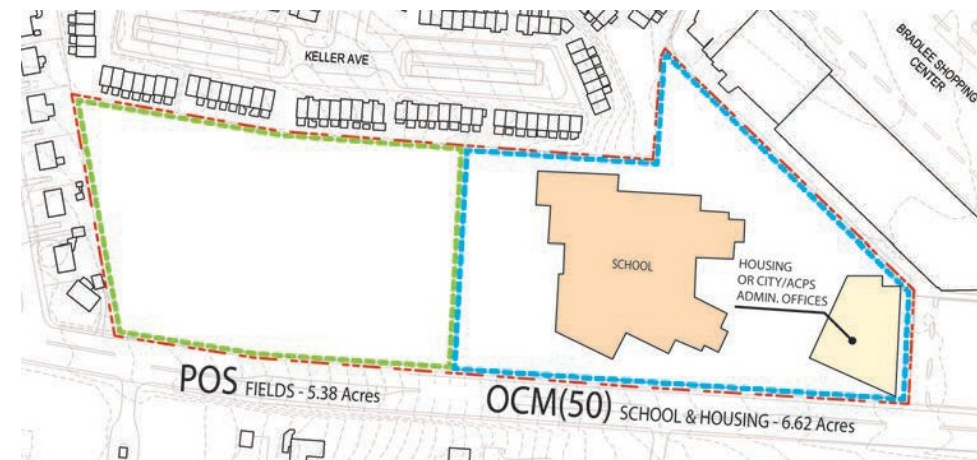 KELLER AVE
BRADLEE SHOPPING
CENTER
SCHOOL
HOUSING
OR CITY/ACPS
ADMIN. OFFICES
POS FIELDS - 5.38 Acres
OCM(50) SCHOOL & HOUSING - 6.62 Acres